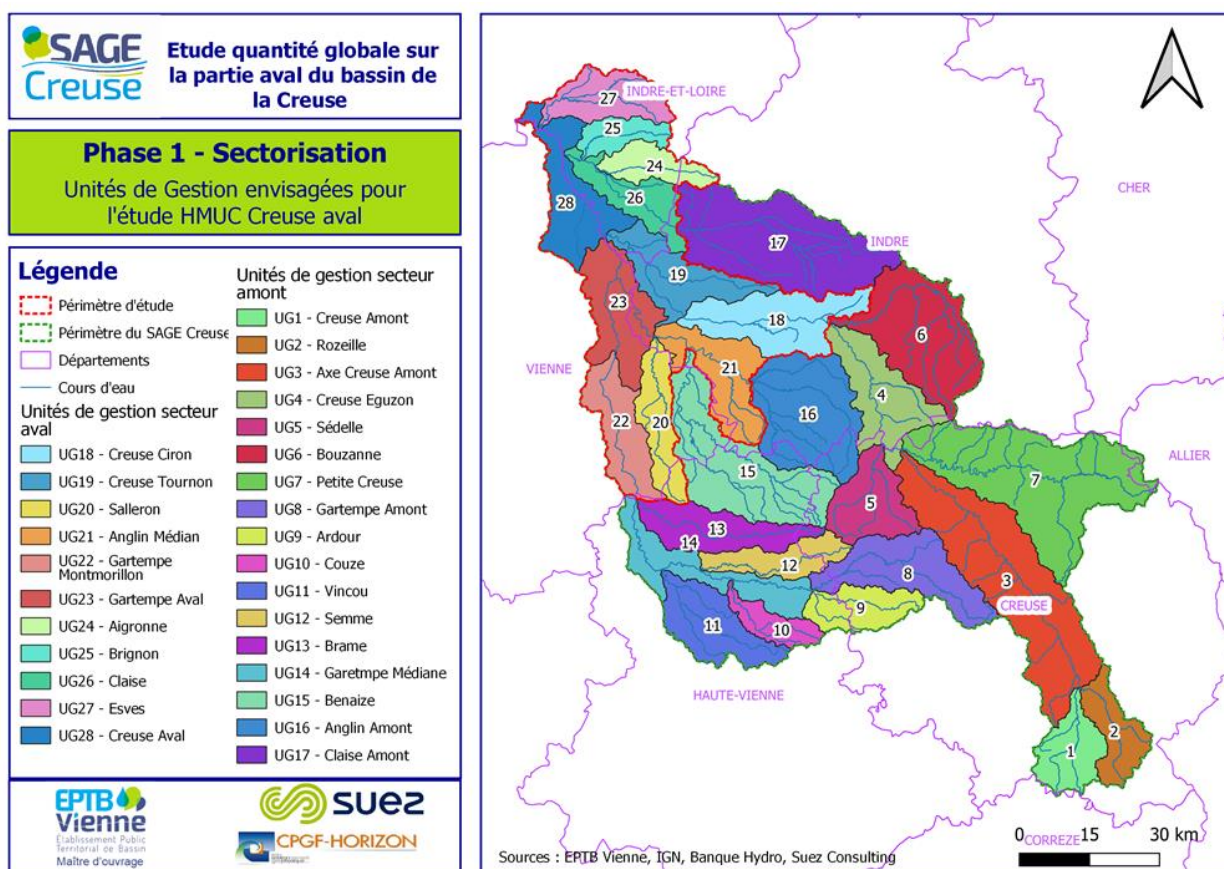 SAGE
Creuse
Etude quantité globale sur
la partie aval du bassin de
la Creuse
Phase 1 - Sectorisation
Unités de Gestion envisagées pour
l'étude HMUC Creuse aval
Légende
Périmètre d'étude
Périmètre du SAGE Creuse
Départements
Cours d'eau
Unités de gestion secteur
aval
UG18 - Creuse Ciron
UG19 - Creuse Tournon
UG20 - Salleron
UG21 - Anglin Médian
UG22 - Gartempe
Montmorillon
UG23 - Gartempe Aval
UG24 - Aigronne
UG25 - Brignon
UG26 - Claise
UG27 - Esves
UG28 - Creuse Aval
Unités de gestion secteur
amont
UG1 - Creuse Amont
UG2 - Rozeille
UG3 - Axe Creuse Amont
UG4 - Creuse Eguzon
UG5 - Sédelle
UG6 - Bouzanne
UG7 - Petite Creuse
UG8 - Gartempe Amont
UG9 - Ardour
UG10 - Couze
UG11 - Vincou
UG12 - Semme
UG13 - Brame
UG14 - Garetmpe Médiane
UG15 - Benaize
UG16 - Anglin Amont
UG17 - Claise Amont
EPTB
Vienne
Établissement Public
Territorial de Bassin
Maître d'ouvrage
suez
CPGF-HORIZON
27
INDRE-ET-LOIRE
25
24
CHER
28
26
17
INDRE
19
23
18
6
VIENNE
21
4
22
20
16
ALLIER
15
7
5
13
14
12
8
3
9
CREUSE
11
10
HAUTE-VIENNE
2
1
0
CORREZE
15
30 km
Sources : EPTB Vienne, IGN, Banque Hydro, Suez Consulting